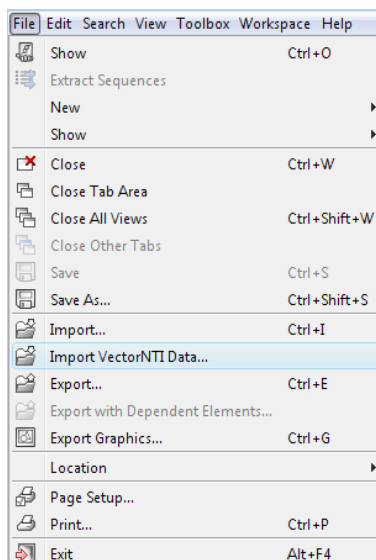 File Edit Search View Toolbox Workspace Help
Show Ctrl+O
Extract Sequences
New
Show
Close Ctrl+W
Close Tab Area
Close All Views Ctrl+Shift+W
Close Other Tabs
Save Ctrl+S
Save As... Ctrl+Shift+S
Import... Ctrl+I
Import VectorNTI Data...
Export... Ctrl+E
Export with Dependent Elements...
Export Graphics... Ctrl+G
Location
Page Setup...
Print... Ctrl+P
Exit Alt+F4